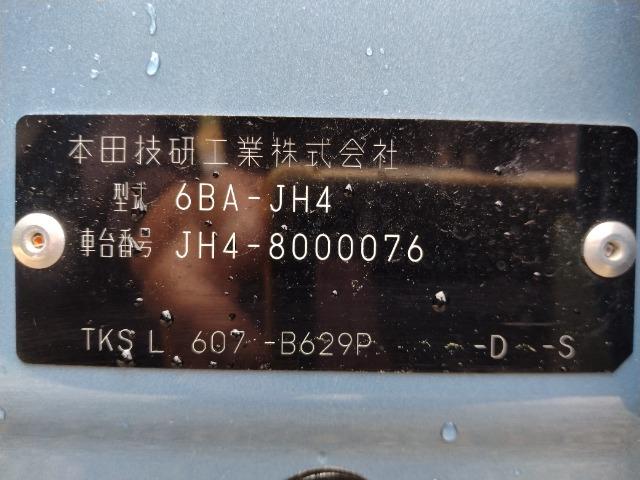 本田技研工業株式会社
型式 6BA-JH4
車台番号 JH4-8000076
TKS L 607 -B629P -D -S